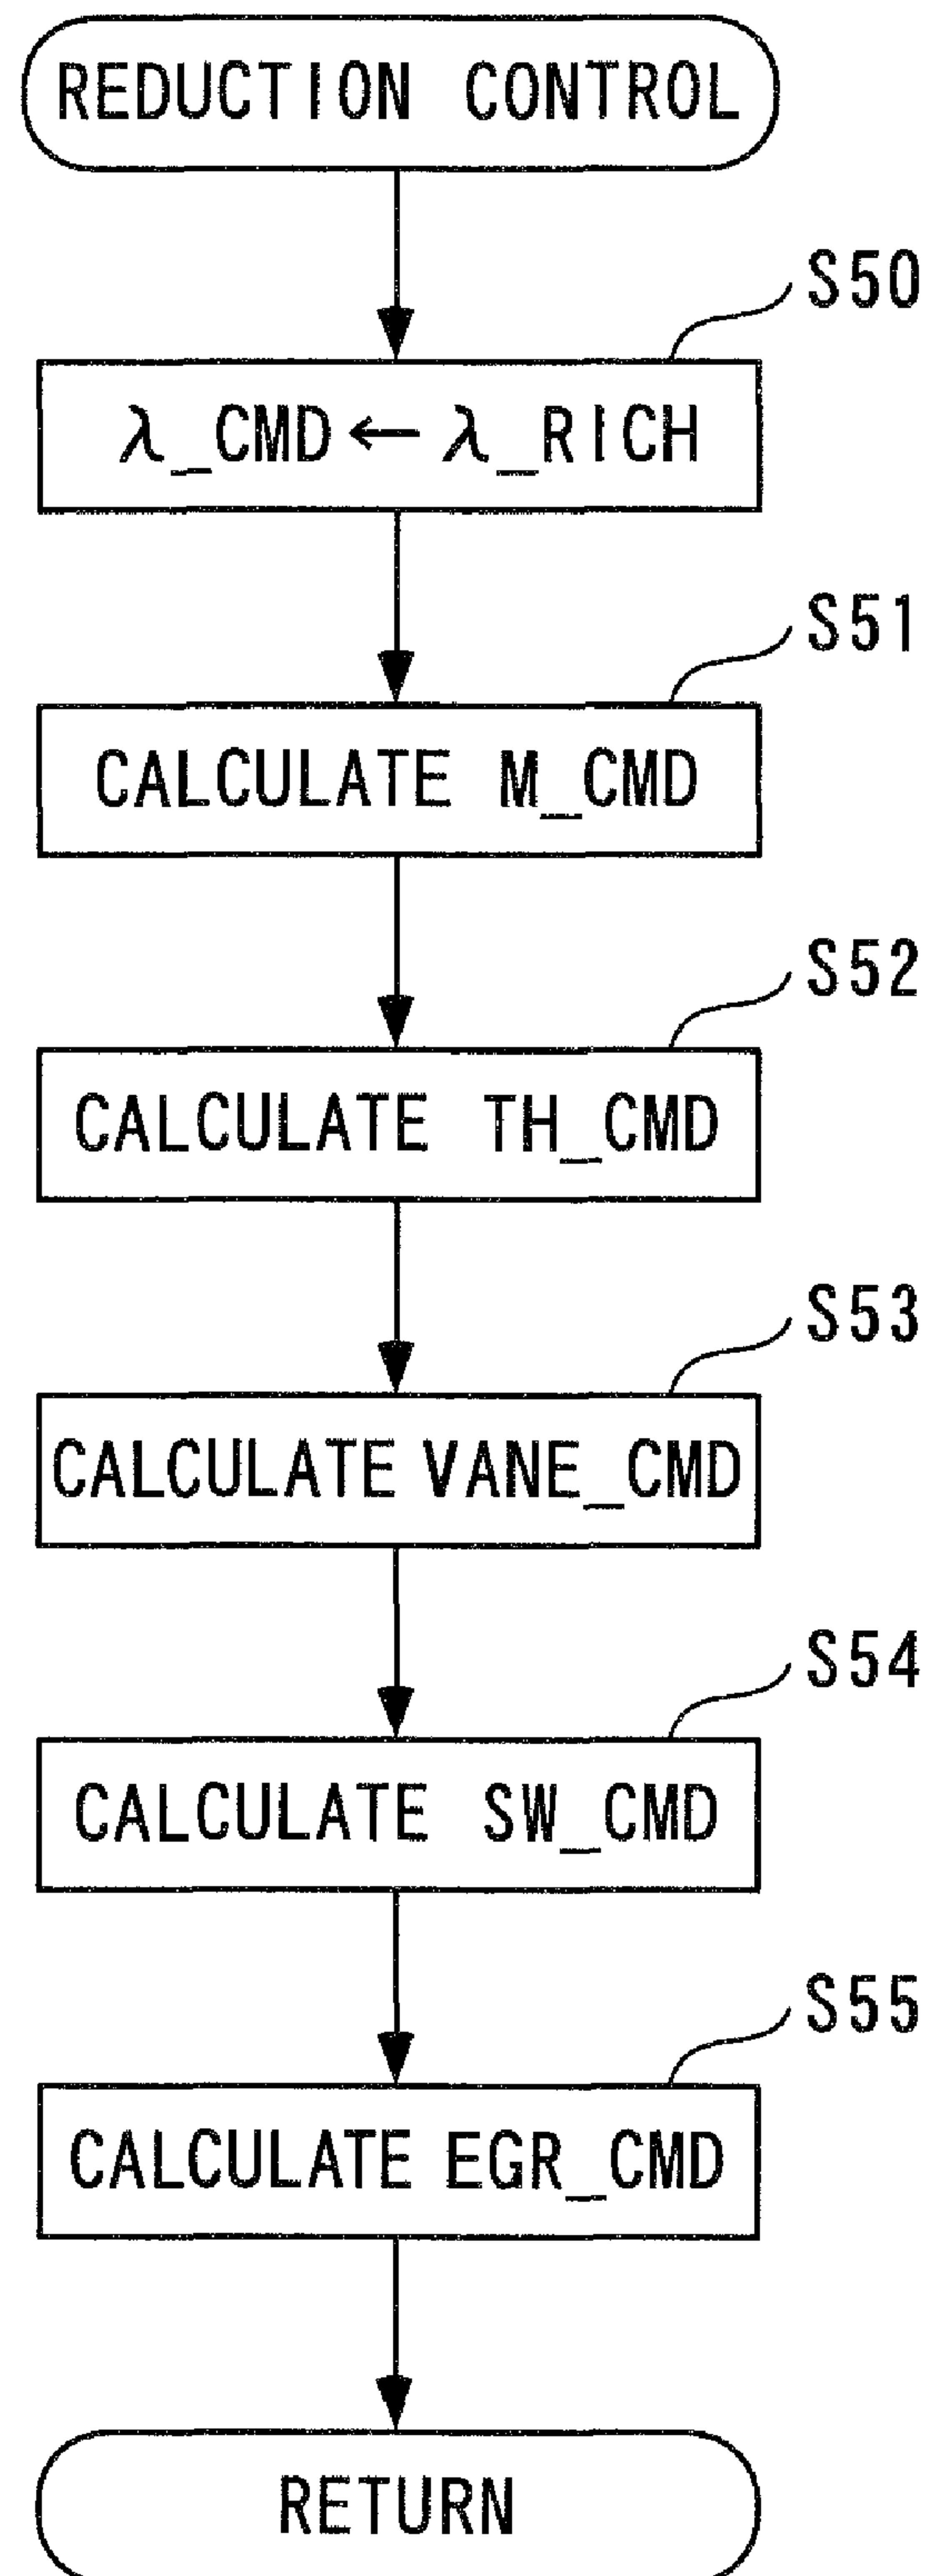 REDUCTION CONTROL
S50
λ_CMD ← λ_RICH
S51
CALCULATE M_CMD
S52
CALCULATE TH_CMD
S53
CALCULATE VANE_CMD
S54
CALCULATE SW_CMD
S55
CALCULATE EGR_CMD
RETURN